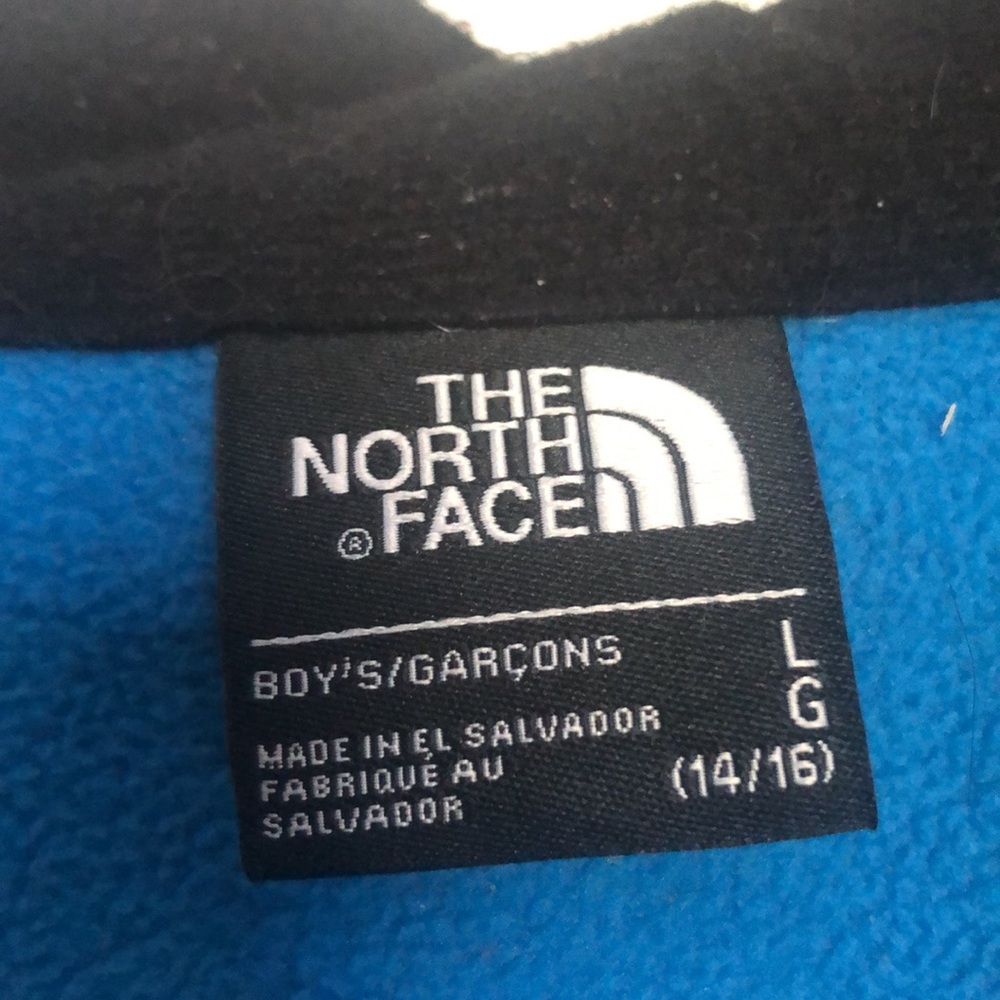 THE
NORTH
®FACE
BOY'S/GARÇONS
L
G
MADE IN EL SALVADOR
FABRIQUÉ AU
SALVADOR
(14/16)